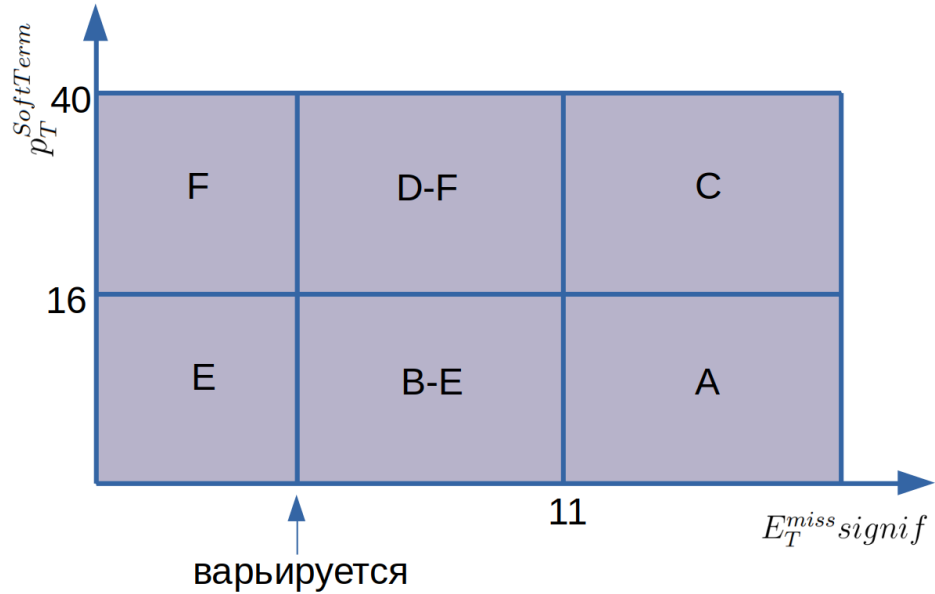 p_T^{SoftTerm}
40
F
D-F
C
16
E
B-E
A
11
E_T^{miss} signif
варьируется